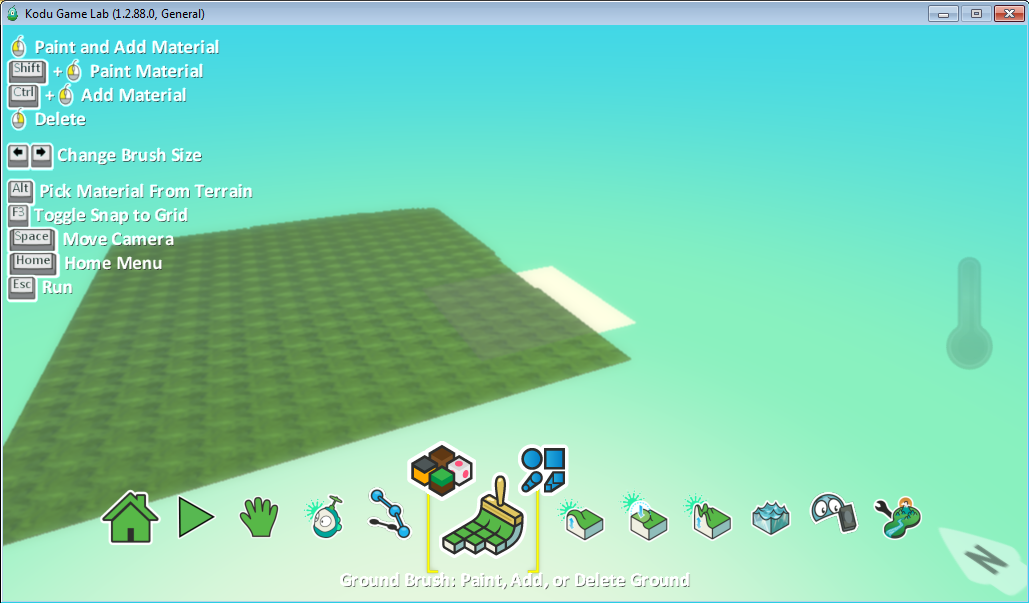 Kodu Game Lab (1.2.88.0, General)
Paint and Add Material
Shift + Paint Material
Ctrl + Add Material
Delete
Change Brush Size
Alt Pick Material From Terrain
F3 Toggle Snap to Grid
Space Move Camera
Home Home Menu
Esc Run
N
Ground Brush: Paint, Add, or Delete Ground